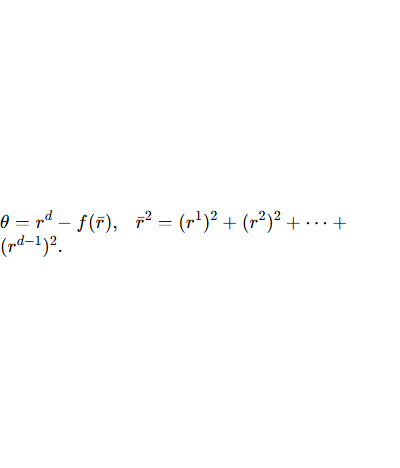 θ = r^d − f(r̄),   r̄^2 = (r^1)^2 + (r^2)^2 + ⋯ +
(r^{d−1})^2.